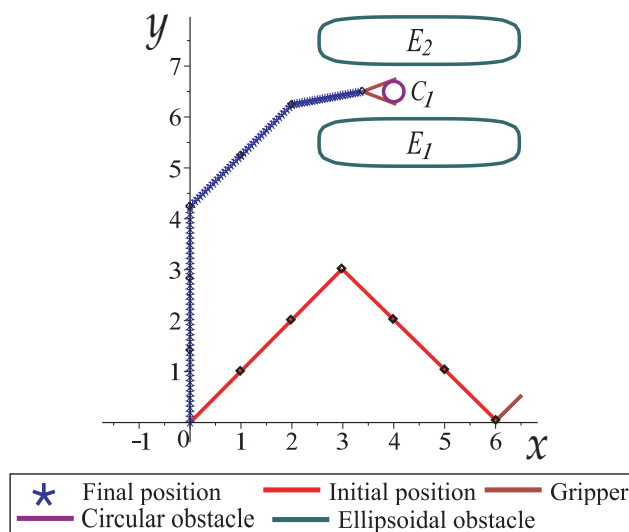 y
E2
7
C1
6
E1
5
4
3
2
1
-1 0 1 2 3 4 5 6 x
Final position Initial position Gripper
Circular obstacle Ellipsoidal obstacle